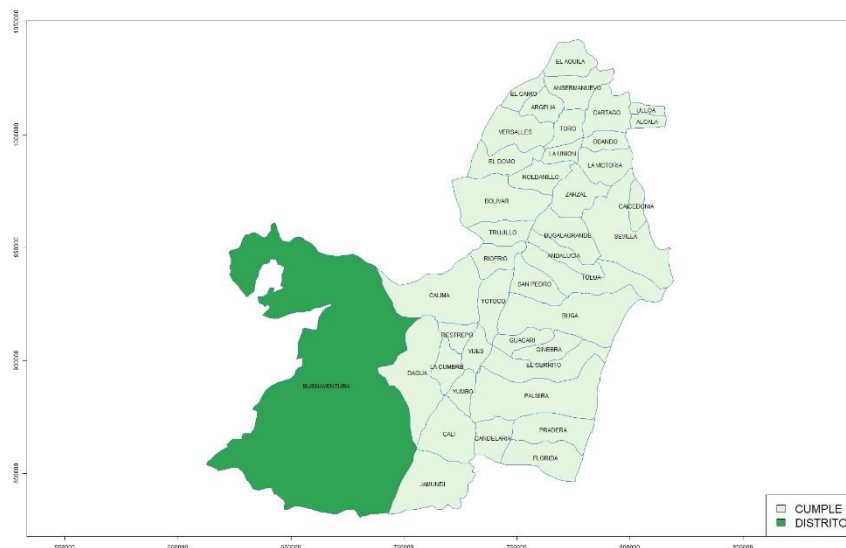 EL AGUILA
ANSERMANUEVO
EL CAIRO
ARGELIA
CARTAGO
ULLOA
ALCALA
VERSALLES
TORO
OBANDO
LA UNION
EL DOVIO
LA VICTORIA
ROLDANILLO
ZARZAL
BOLIVAR
CAICEDONIA
TRUJILLO
BUGALAGRANDE
SEVILLA
ANDALUCIA
RIOFRIO
TULUA
SAN PEDRO
CALIMA
YOTOCO
BUGA
RESTREPO
GUACARI
VIJES
GINEBRA
EL CERRITO
DAGUA
LA CUMBRE
BUENAVENTURA
YUMBO
PALMIRA
CALI
CANDELARIA
PRADERA
FLORIDA
JAMUNDI
CUMPLE
DISTRITO